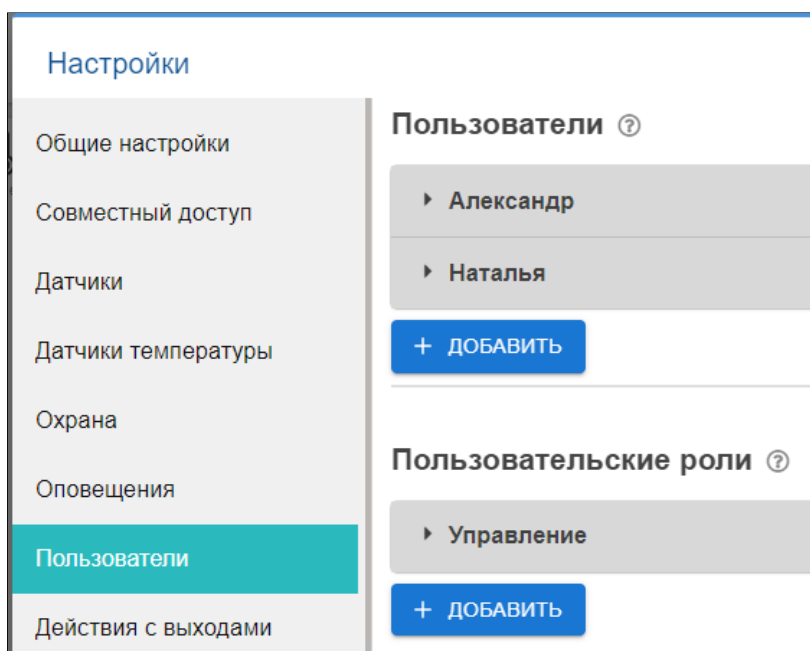 Настройки
Общие настройки
Совместный доступ
Датчики
Датчики температуры
Охрана
Оповещения
Пользователи
Действия с выходами
Пользователи ?
Александр
Наталья
+ ДОБАВИТЬ
Пользовательские роли ?
Управление
+ ДОБАВИТЬ